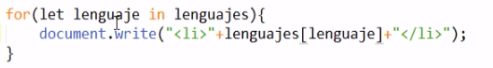 for(let lenguaje in lenguajes){
    document.write("<li>"+lenguajes[lenguaje]+"</li>");
}